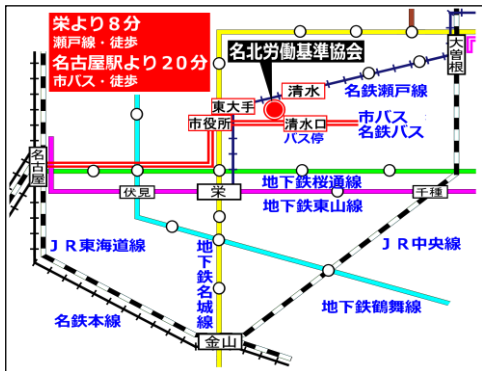 栄より８分
瀬戸線・徒歩
名古屋駅より２０分
市バス・徒歩
名北労働基準協会
大曽根
清水
名鉄瀬戸線
東大手
市役所
清水口
バス停
市バス
名鉄バス
名古屋
地下鉄桜通線
伏見
栄
千種
地下鉄東山線
ＪＲ東海道線
地下鉄名城線
ＪＲ中央線
地下鉄鶴舞線
名鉄本線
金山